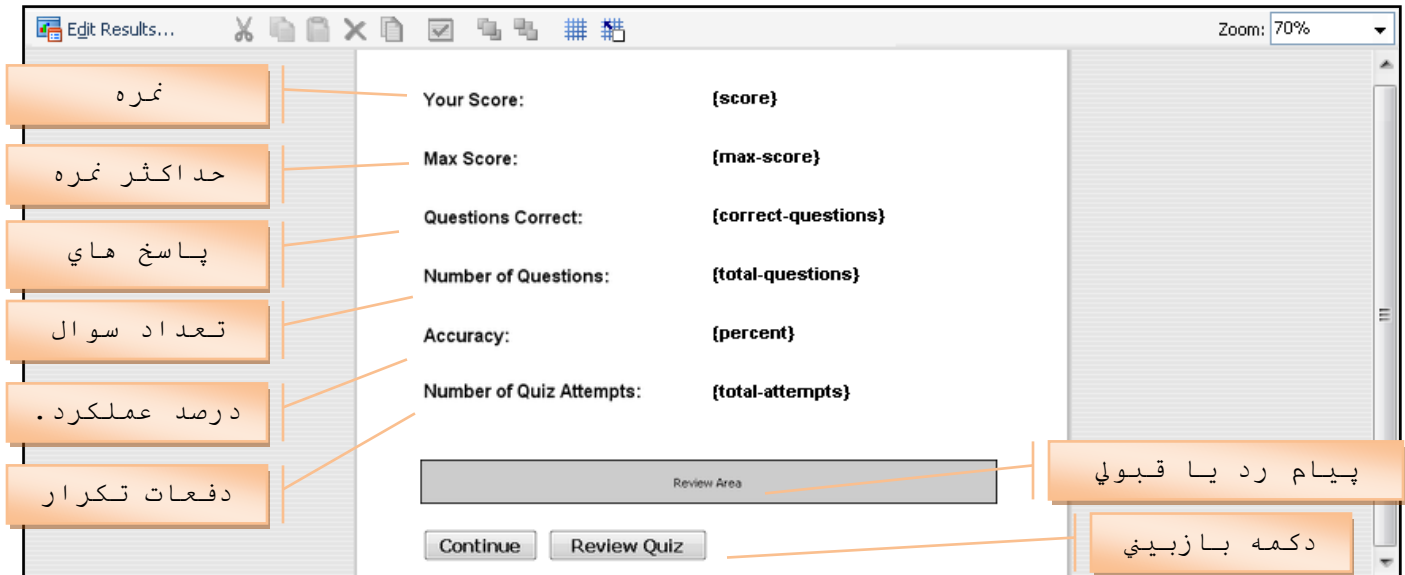 Edit Results...
Zoom: 70%
نمره
Your Score: {score}
حداکثر نمره
Max Score: {max-score}
پاسخ هاي
Questions Correct: {correct-questions}
تعداد سوال
Number of Questions: {total-questions}
درصد عملکرد.
Accuracy: {percent}
دفعات تکرار
Number of Quiz Attempts: {total-attempts}
Review Area
پيام رد يا قبولي
Continue Review Quiz
دکمه بازبيني